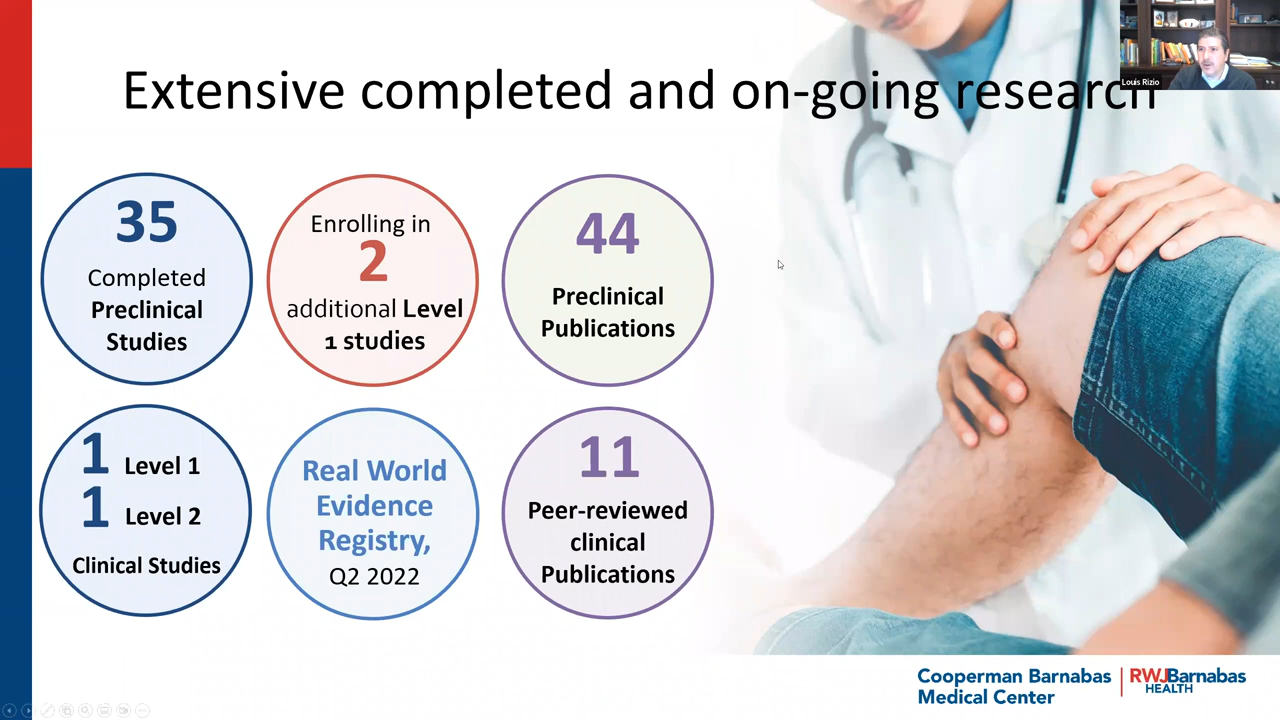 Extensive completed and on-going research
Louis Rizio
35
Completed
Preclinical
Studies
Enrolling in
2
additional Level
1 studies
44
Preclinical
Publications
1 Level 1
1 Level 2
Clinical Studies
Real World
Evidence
Registry,
Q2 2022
11
Peer-reviewed
clinical
Publications
Cooperman Barnabas
Medical Center
RWJBarnabas
HEALTH